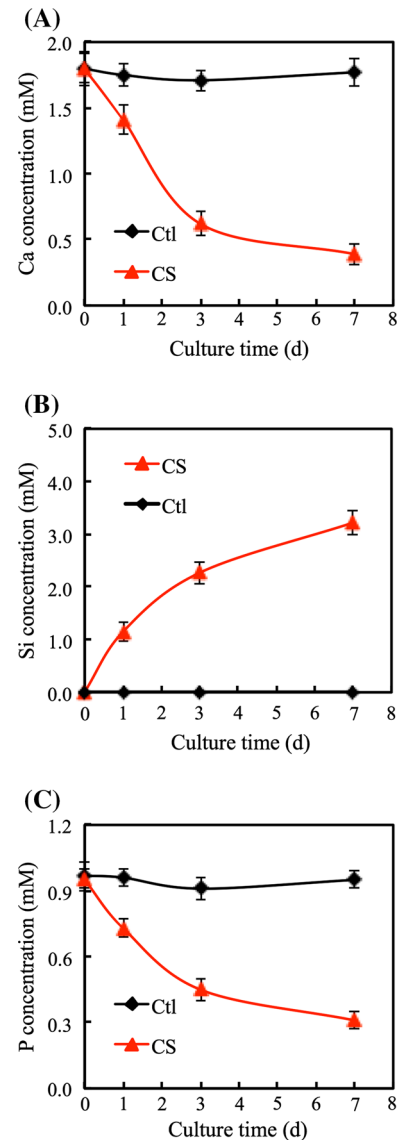 (A)
Ca concentration (mM)
2.0
1.5
1.0
0.5
0.0
Ctl
CS
0 1 2 3 4 5 6 7 8
Culture time (d)
(B)
Si concentration (mM)
5.0
4.0
3.0
2.0
1.0
0.0
CS
Ctl
0 1 2 3 4 5 6 7 8
Culture time (d)
(C)
P concentration (mM)
1.2
0.9
0.6
0.3
0.0
Ctl
CS
0 1 2 3 4 5 6 7 8
Culture time (d)